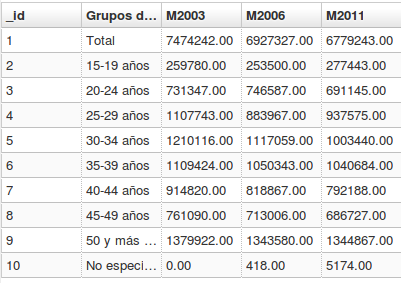 _id Grupos d... M2003 M2006 M2011
1 Total 7474242.00 6927327.00 6779243.00
2 15-19 años 259780.00 253500.00 277443.00
3 20-24 años 731347.00 746587.00 691145.00
4 25-29 años 1107743.00 883967.00 937575.00
5 30-34 años 1210116.00 1117059.00 1003440.00
6 35-39 años 1109424.00 1050343.00 1040684.00
7 40-44 años 914820.00 818867.00 792188.00
8 45-49 años 761090.00 713006.00 686727.00
9 50 y más ... 1379922.00 1343580.00 1344867.00
10 No especi... 0.00 418.00 5174.00